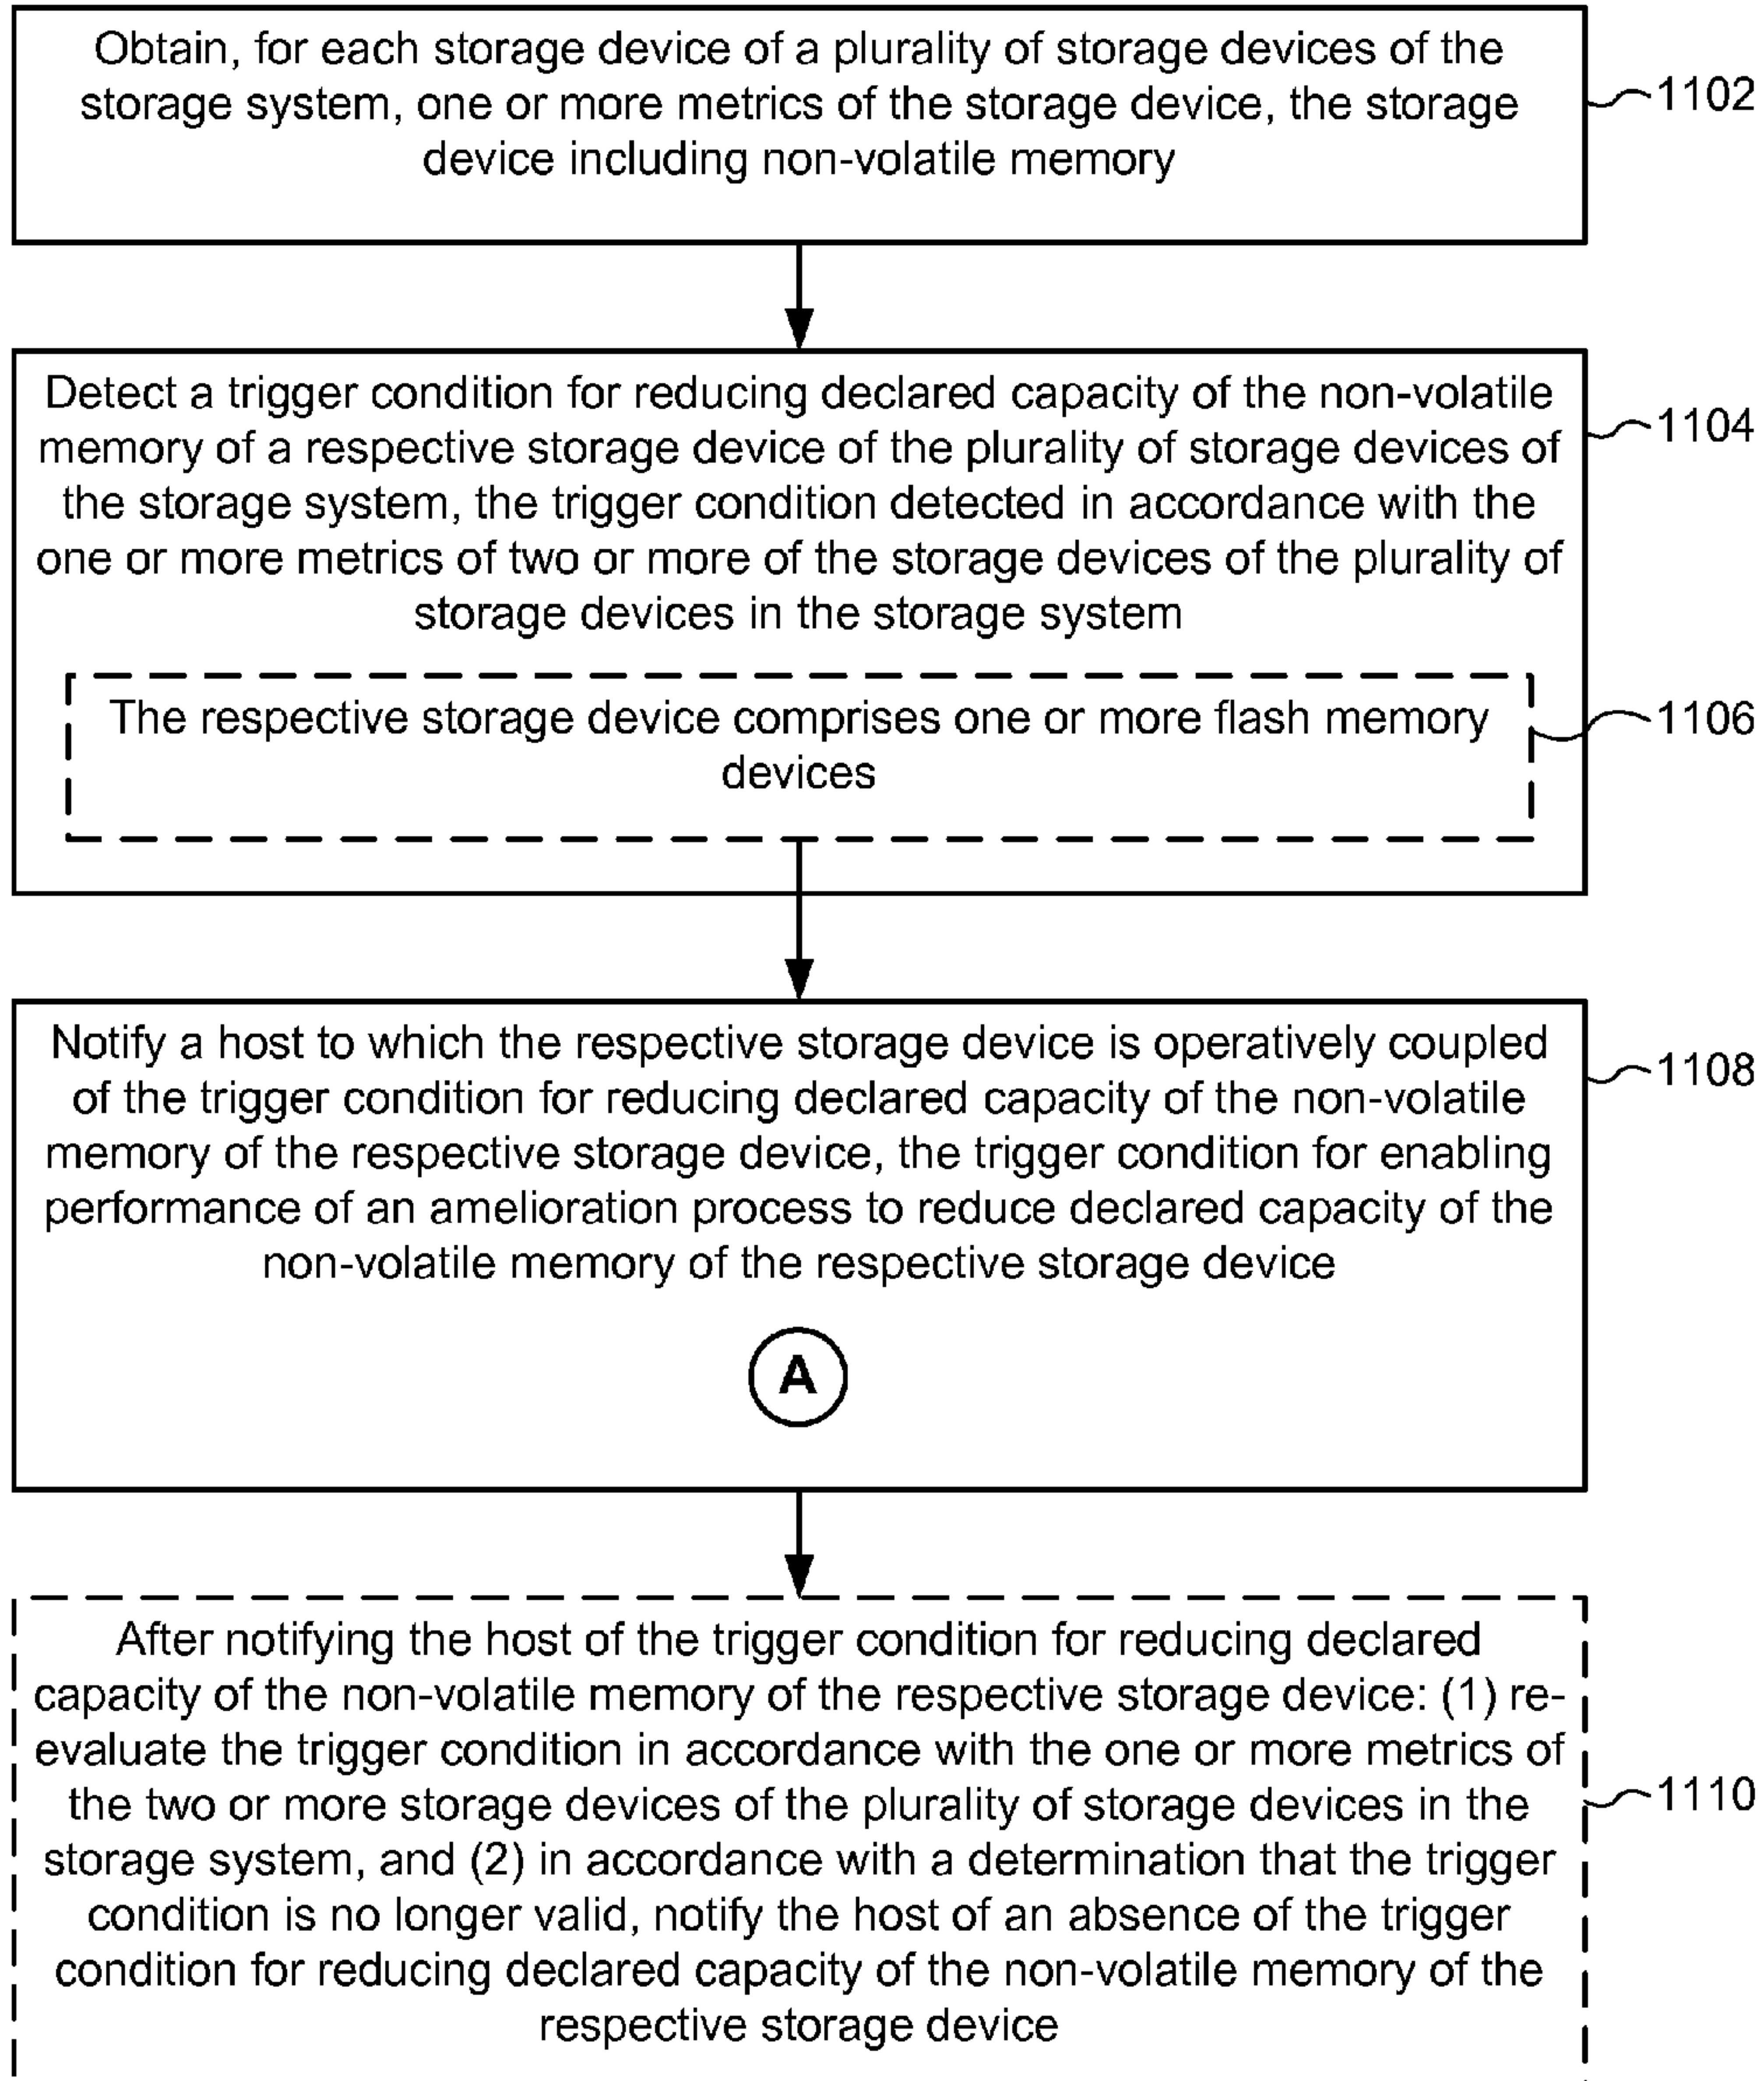 Obtain, for each storage device of a plurality of storage devices of the
storage system, one or more metrics of the storage device, the storage
device including non-volatile memory
1102
Detect a trigger condition for reducing declared capacity of the non-volatile
memory of a respective storage device of the plurality of storage devices of
the storage system, the trigger condition detected in accordance with the
one or more metrics of two or more of the storage devices of the plurality of
storage devices in the storage system
1104
The respective storage device comprises one or more flash memory
devices
1106
Notify a host to which the respective storage device is operatively coupled
of the trigger condition for reducing declared capacity of the non-volatile
memory of the respective storage device, the trigger condition for enabling
performance of an amelioration process to reduce declared capacity of the
non-volatile memory of the respective storage device
1108
A
After notifying the host of the trigger condition for reducing declared
capacity of the non-volatile memory of the respective storage device: (1) re-
evaluate the trigger condition in accordance with the one or more metrics of
the two or more storage devices of the plurality of storage devices in the
storage system, and (2) in accordance with a determination that the trigger
condition is no longer valid, notify the host of an absence of the trigger
condition for reducing declared capacity of the non-volatile memory of the
respective storage device
1110